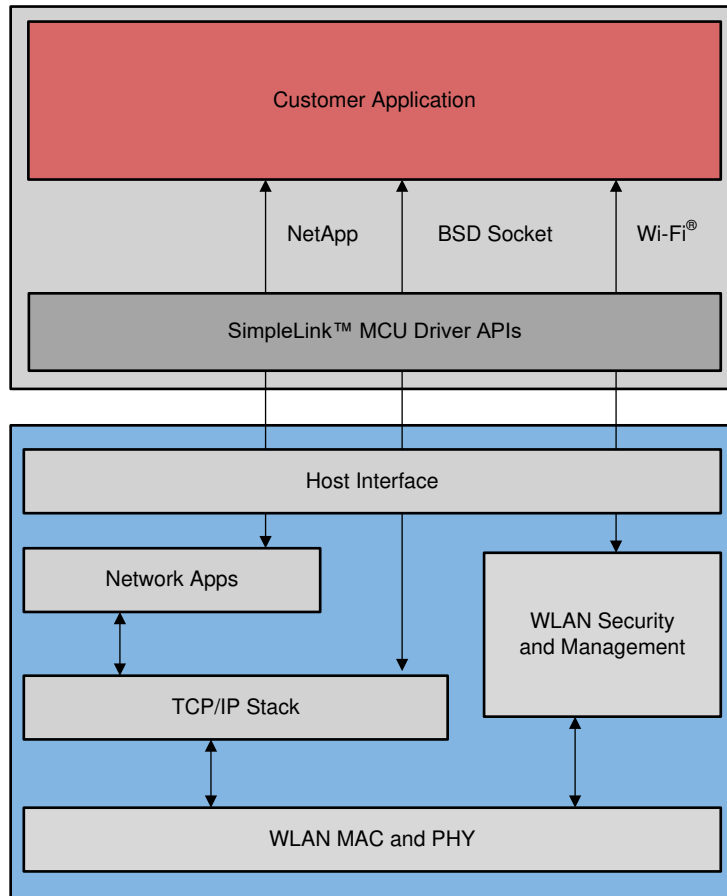 Customer Application
NetApp
BSD Socket
Wi-Fi®
SimpleLink™ MCU Driver APIs
Host Interface
Network Apps
WLAN Security
and Management
TCP/IP Stack
WLAN MAC and PHY